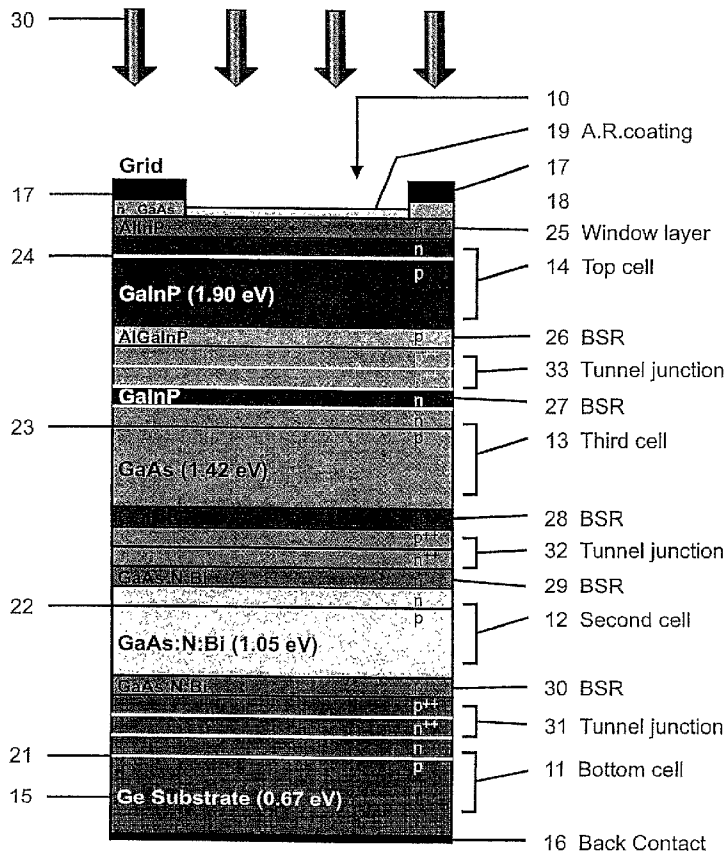 30
10
19 A.R.coating
Grid
17
17
n GaAs
18
AlInP
25 Window layer
n
24
14 Top cell
p
GaInP (1.90 eV)
AlGaInP
p
26 BSR
33 Tunnel junction
GaInP
n
27 BSR
n
23
p
13 Third cell
GaAs (1.42 eV)
28 BSR
p++
32 Tunnel junction
n++
GaAs:N:Bi
29 BSR
n
22
p
12 Second cell
GaAs:N:Bi (1.05 eV)
GaAs:N:Bi
30 BSR
p++
31 Tunnel junction
n++
n
21
p
11 Bottom cell
15
Ge Substrate (0.67 eV)
16 Back Contact